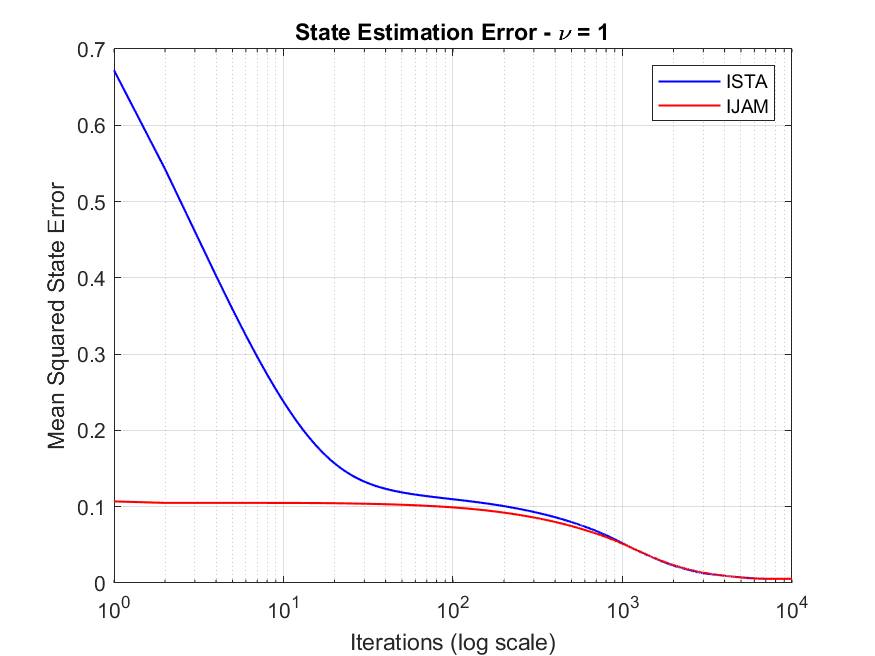 State Estimation Error - ν = 1
ISTA
IJAM
Mean Squared State Error
0.7
0.6
0.5
0.4
0.3
0.2
0.1
0
10^0
10^1
10^2
10^3
10^4
Iterations (log scale)